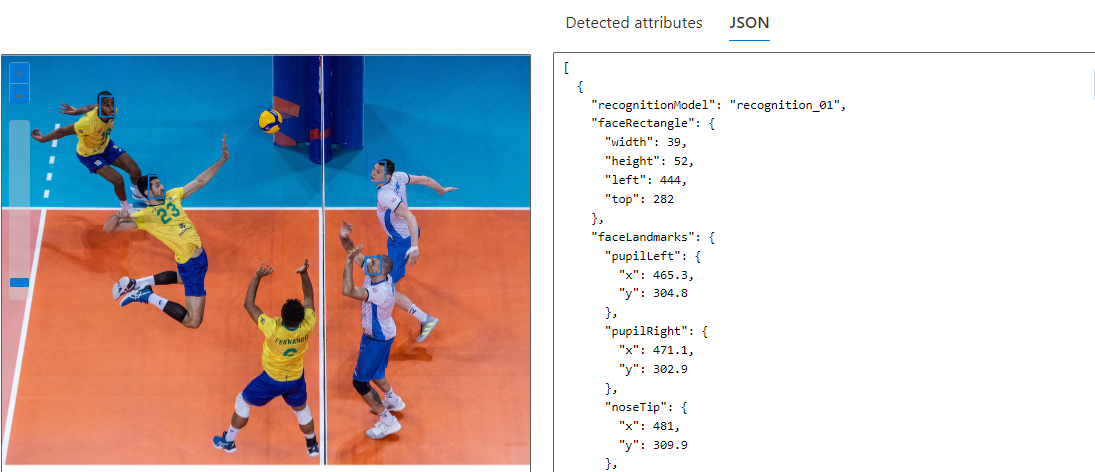 Detected attributes
JSON
[
{
"recognitionModel": "recognition_01",
"faceRectangle": {
"width": 39,
"height": 52,
"left": 444,
"top": 282
},
"faceLandmarks": {
"pupilLeft": {
"x": 465.3,
"y": 304.8
},
"pupilRight": {
"x": 471.1,
"y": 302.9
},
"noseTip": {
"x": 481,
"y": 309.9
},
23
FERNANDO